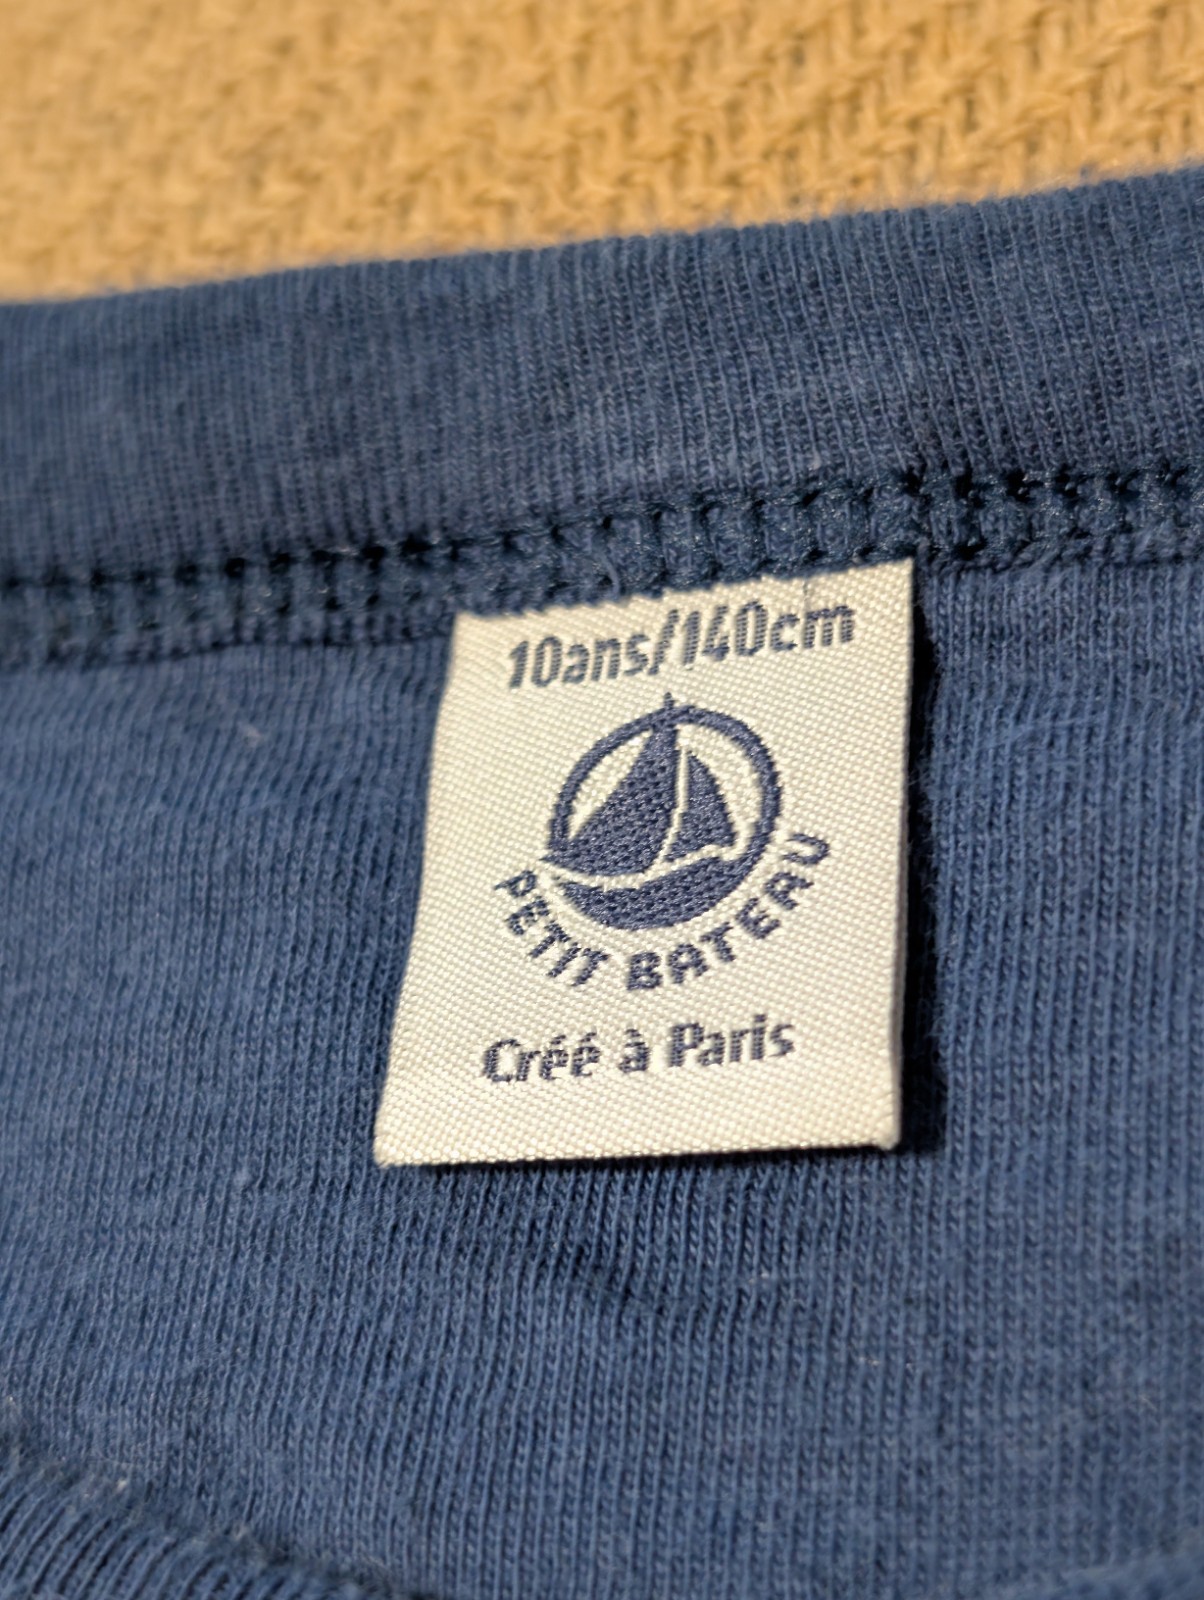 10ans/140cm
PETIT BATEAU
Créé à Paris